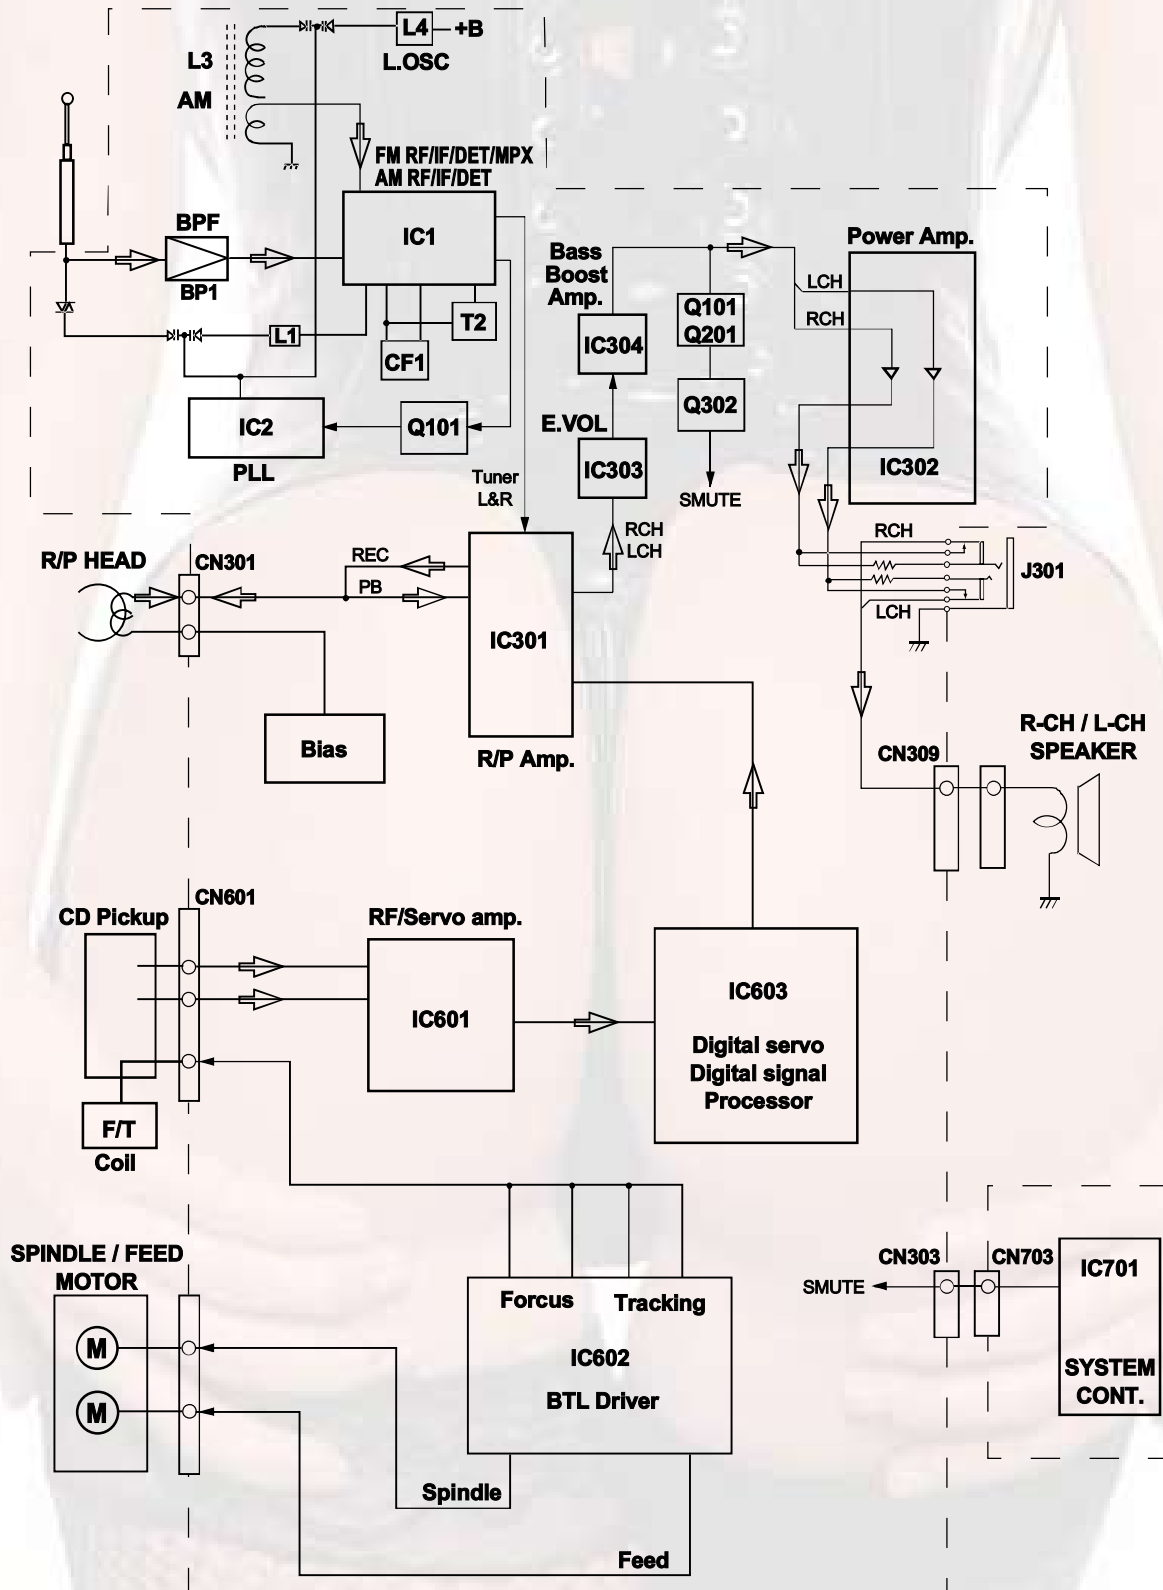 L4
+B
L.OSC
L3
AM
FM RF/IF/DET/MPX
AM RF/IF/DET
IC1
BPF
BP1
L1
T2
CF1
IC2
PLL
Q101
Tuner
L&R
Bass
Boost
Amp.
IC304
E.VOL
IC303
RCH
LCH
Q101
Q201
Q302
SMUTE
Power Amp.
LCH
RCH
IC302
RCH
LCH
J301
R/P HEAD
CN301
REC
PB
IC301
R/P Amp.
Bias
CN309
R-CH / L-CH
SPEAKER
CN601
CD Pickup
F/T
Coil
RF/Servo amp.
IC601
IC603
Digital servo
Digital signal
Processor
SPINDLE / FEED
MOTOR
M
M
Forcus
Tracking
IC602
BTL Driver
Spindle
Feed
SMUTE
CN303
CN703
IC701
SYSTEM
CONT.